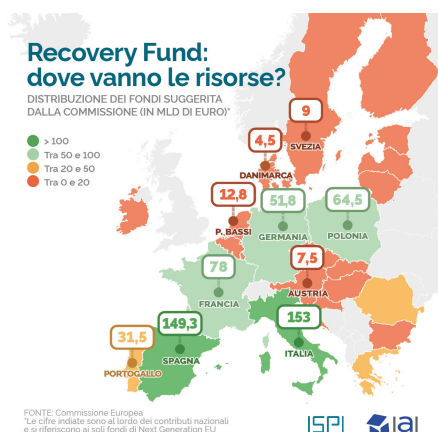 Recovery Fund:
dove vanno le risorse?
DISTRIBUZIONE DEI FONDI SUGGERITA
DALLA COMMISSIONE (IN MLD DI EURO)*
> 100
Tra 50 e 100
Tra 20 e 50
Tra 0 e 20
9
SVEZIA
4,5
DANIMARCA
12,8
P. BASSI
51,8
GERMANIA
64,5
POLONIA
78
FRANCIA
7,5
AUSTRIA
149,3
SPAGNA
153
ITALIA
31,5
PORTOGALLO
FONTE: Commissione Europea
*Le cifre indiate sono al lordo dei contributi nazionali
e si riferiscono ai soli fondi di Next Generation EU
ISPI
iai